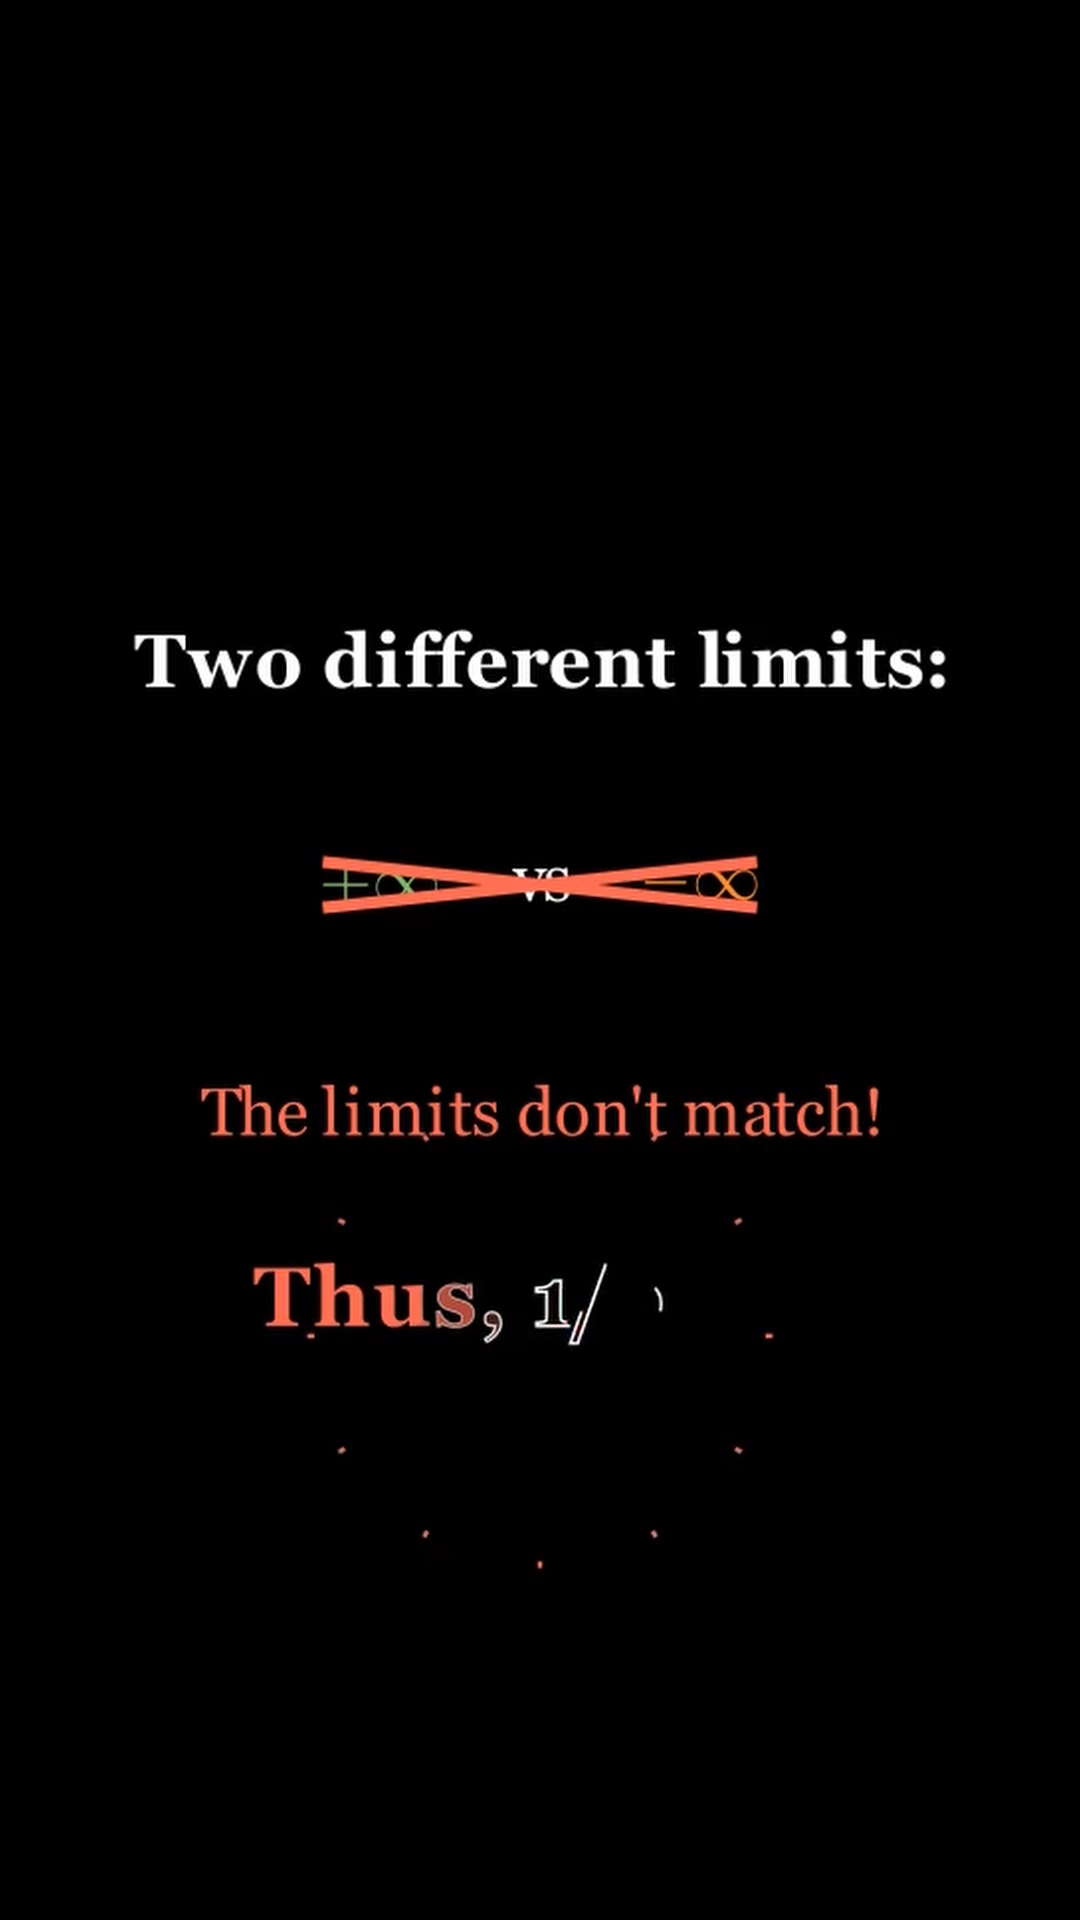 Two different limits:
+∞ vs −∞
The limits don't match!
Thus, 1/